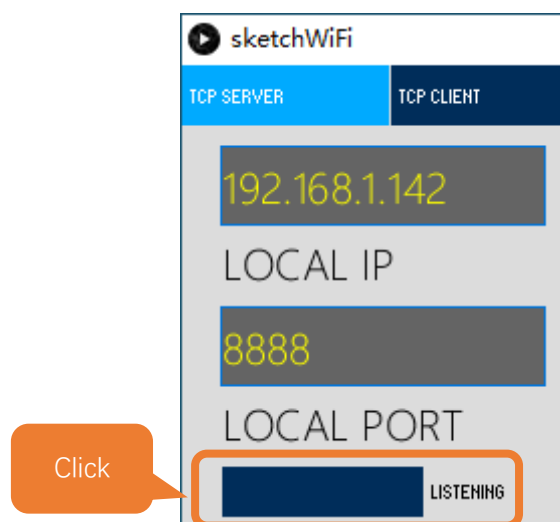 sketchWiFi
TCP SERVER TCP CLIENT
192.168.1.142
LOCAL IP
8888
LOCAL PORT
Click
LISTENING